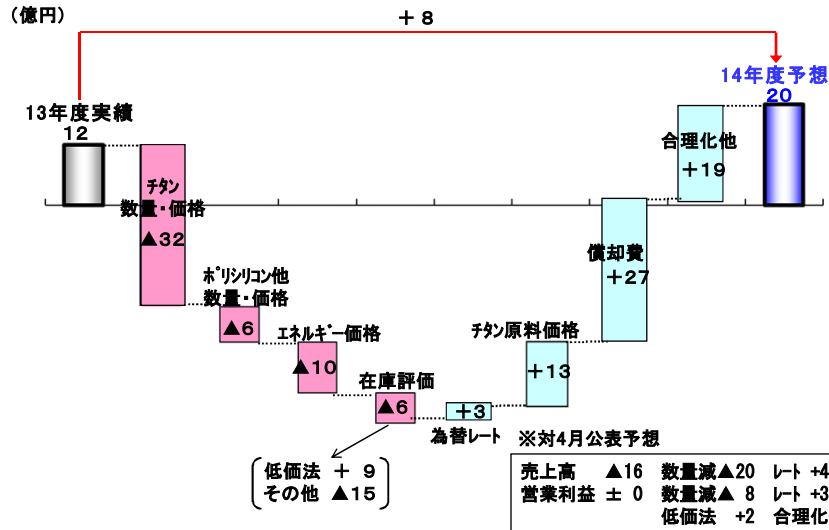 (億円)
＋８
13年度実績
12
14年度予想
20
チタン
数量・価格
▲32
ポリシリコン他
数量・価格
▲6
エネルギー価格
▲10
在庫評価
▲6
低価法 ＋ 9
その他 ▲15
＋3
為替レート
チタン原料価格
＋13
償却費
＋27
合理化他
＋19
※対4月公表予想
売上高 ▲16 数量減▲20 レート +4
営業利益 ± 0 数量減▲ 8 レート +3
低価法 +2 合理化